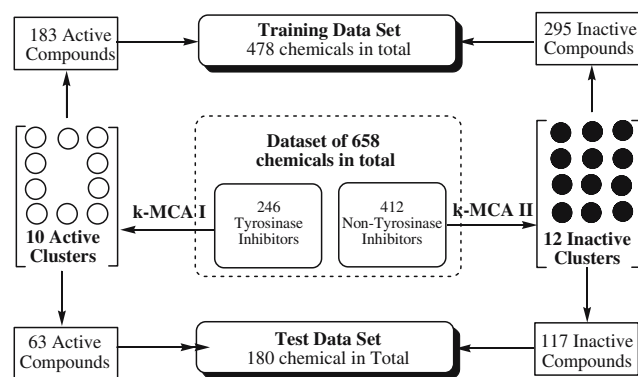 183 Active
Compounds
Training Data Set
478 chemicals in total
295 Inactive
Compounds
Dataset of 658
chemicals in total
k-MCA I
246
Tyrosinase
Inhibitors
412
Non-Tyrosinase
Inhibitors
k-MCA II
10 Active
Clusters
12 Inactive
Clusters
63 Active
Compounds
Test Data Set
180 chemical in Total
117 Inactive
Compounds